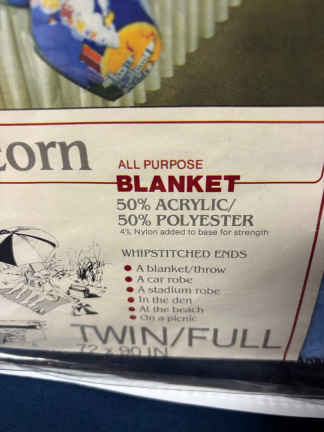 corn
ALL PURPOSE
BLANKET
50% ACRYLIC/
50% POLYESTER
4% Nylon added to base for strength
WHIPSTITCHED ENDS
• A blanket/throw
• A car robe
• A stadium robe
• In the den
• At the beach
• On a picnic
TWIN/FULL
72 x 90 IN